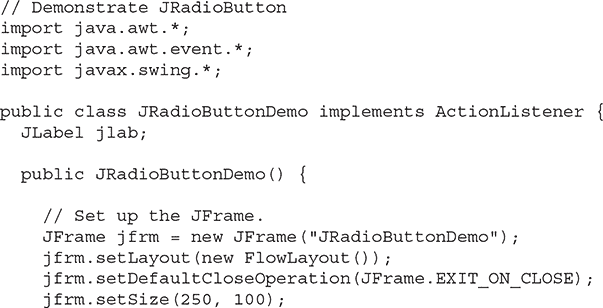 // Demonstrate JRadioButton
import java.awt.*;
import java.awt.event.*;
import javax.swing.*;

public class JRadioButtonDemo implements ActionListener {
  JLabel jlab;

  public JRadioButtonDemo() {

    // Set up the JFrame.
    JFrame jfrm = new JFrame("JRadioButtonDemo");
    jfrm.setLayout(new FlowLayout());
    jfrm.setDefaultCloseOperation(JFrame.EXIT_ON_CLOSE);
    jfrm.setSize(250, 100);